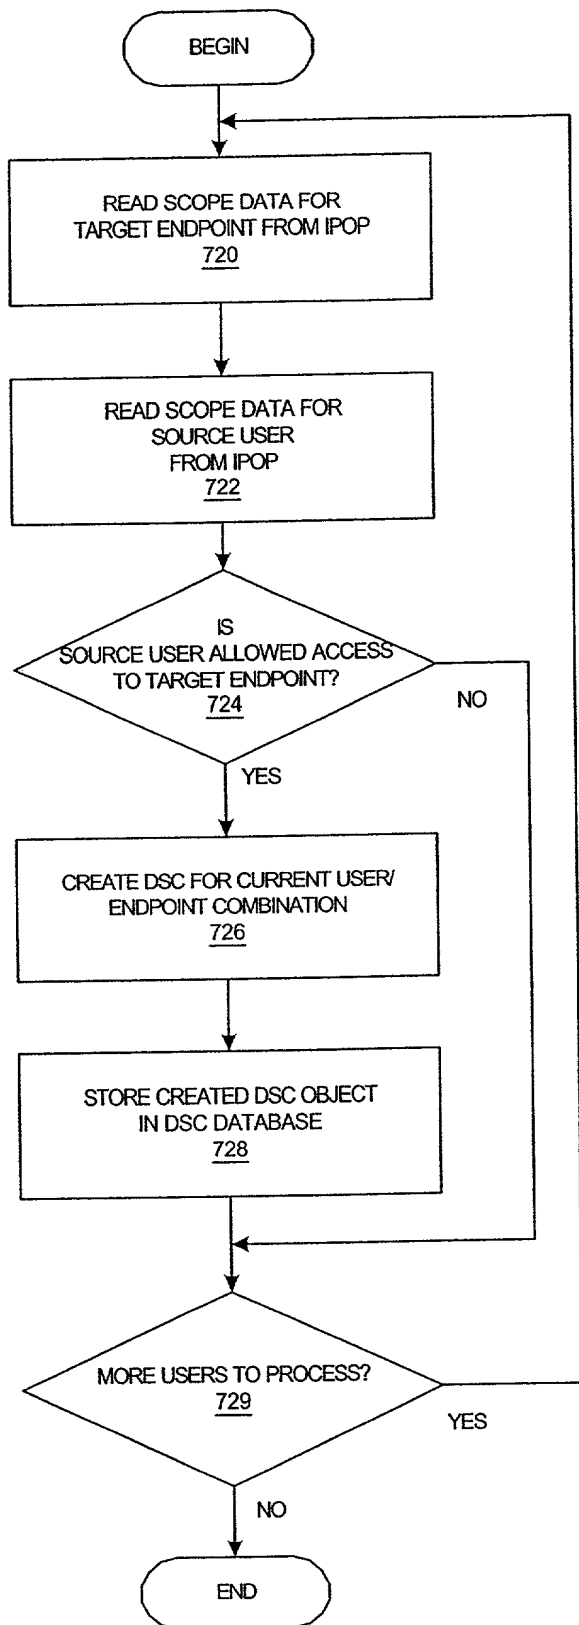 BEGIN
READ SCOPE DATA FOR
TARGET ENDPOINT FROM IPOP
720
READ SCOPE DATA FOR
SOURCE USER
FROM IPOP
722
IS
SOURCE USER ALLOWED ACCESS
TO TARGET ENDPOINT?
724
NO
YES
CREATE DSC FOR CURRENT USER/
ENDPOINT COMBINATION
726
STORE CREATED DSC OBJECT
IN DSC DATABASE
728
MORE USERS TO PROCESS?
729
YES
NO
END